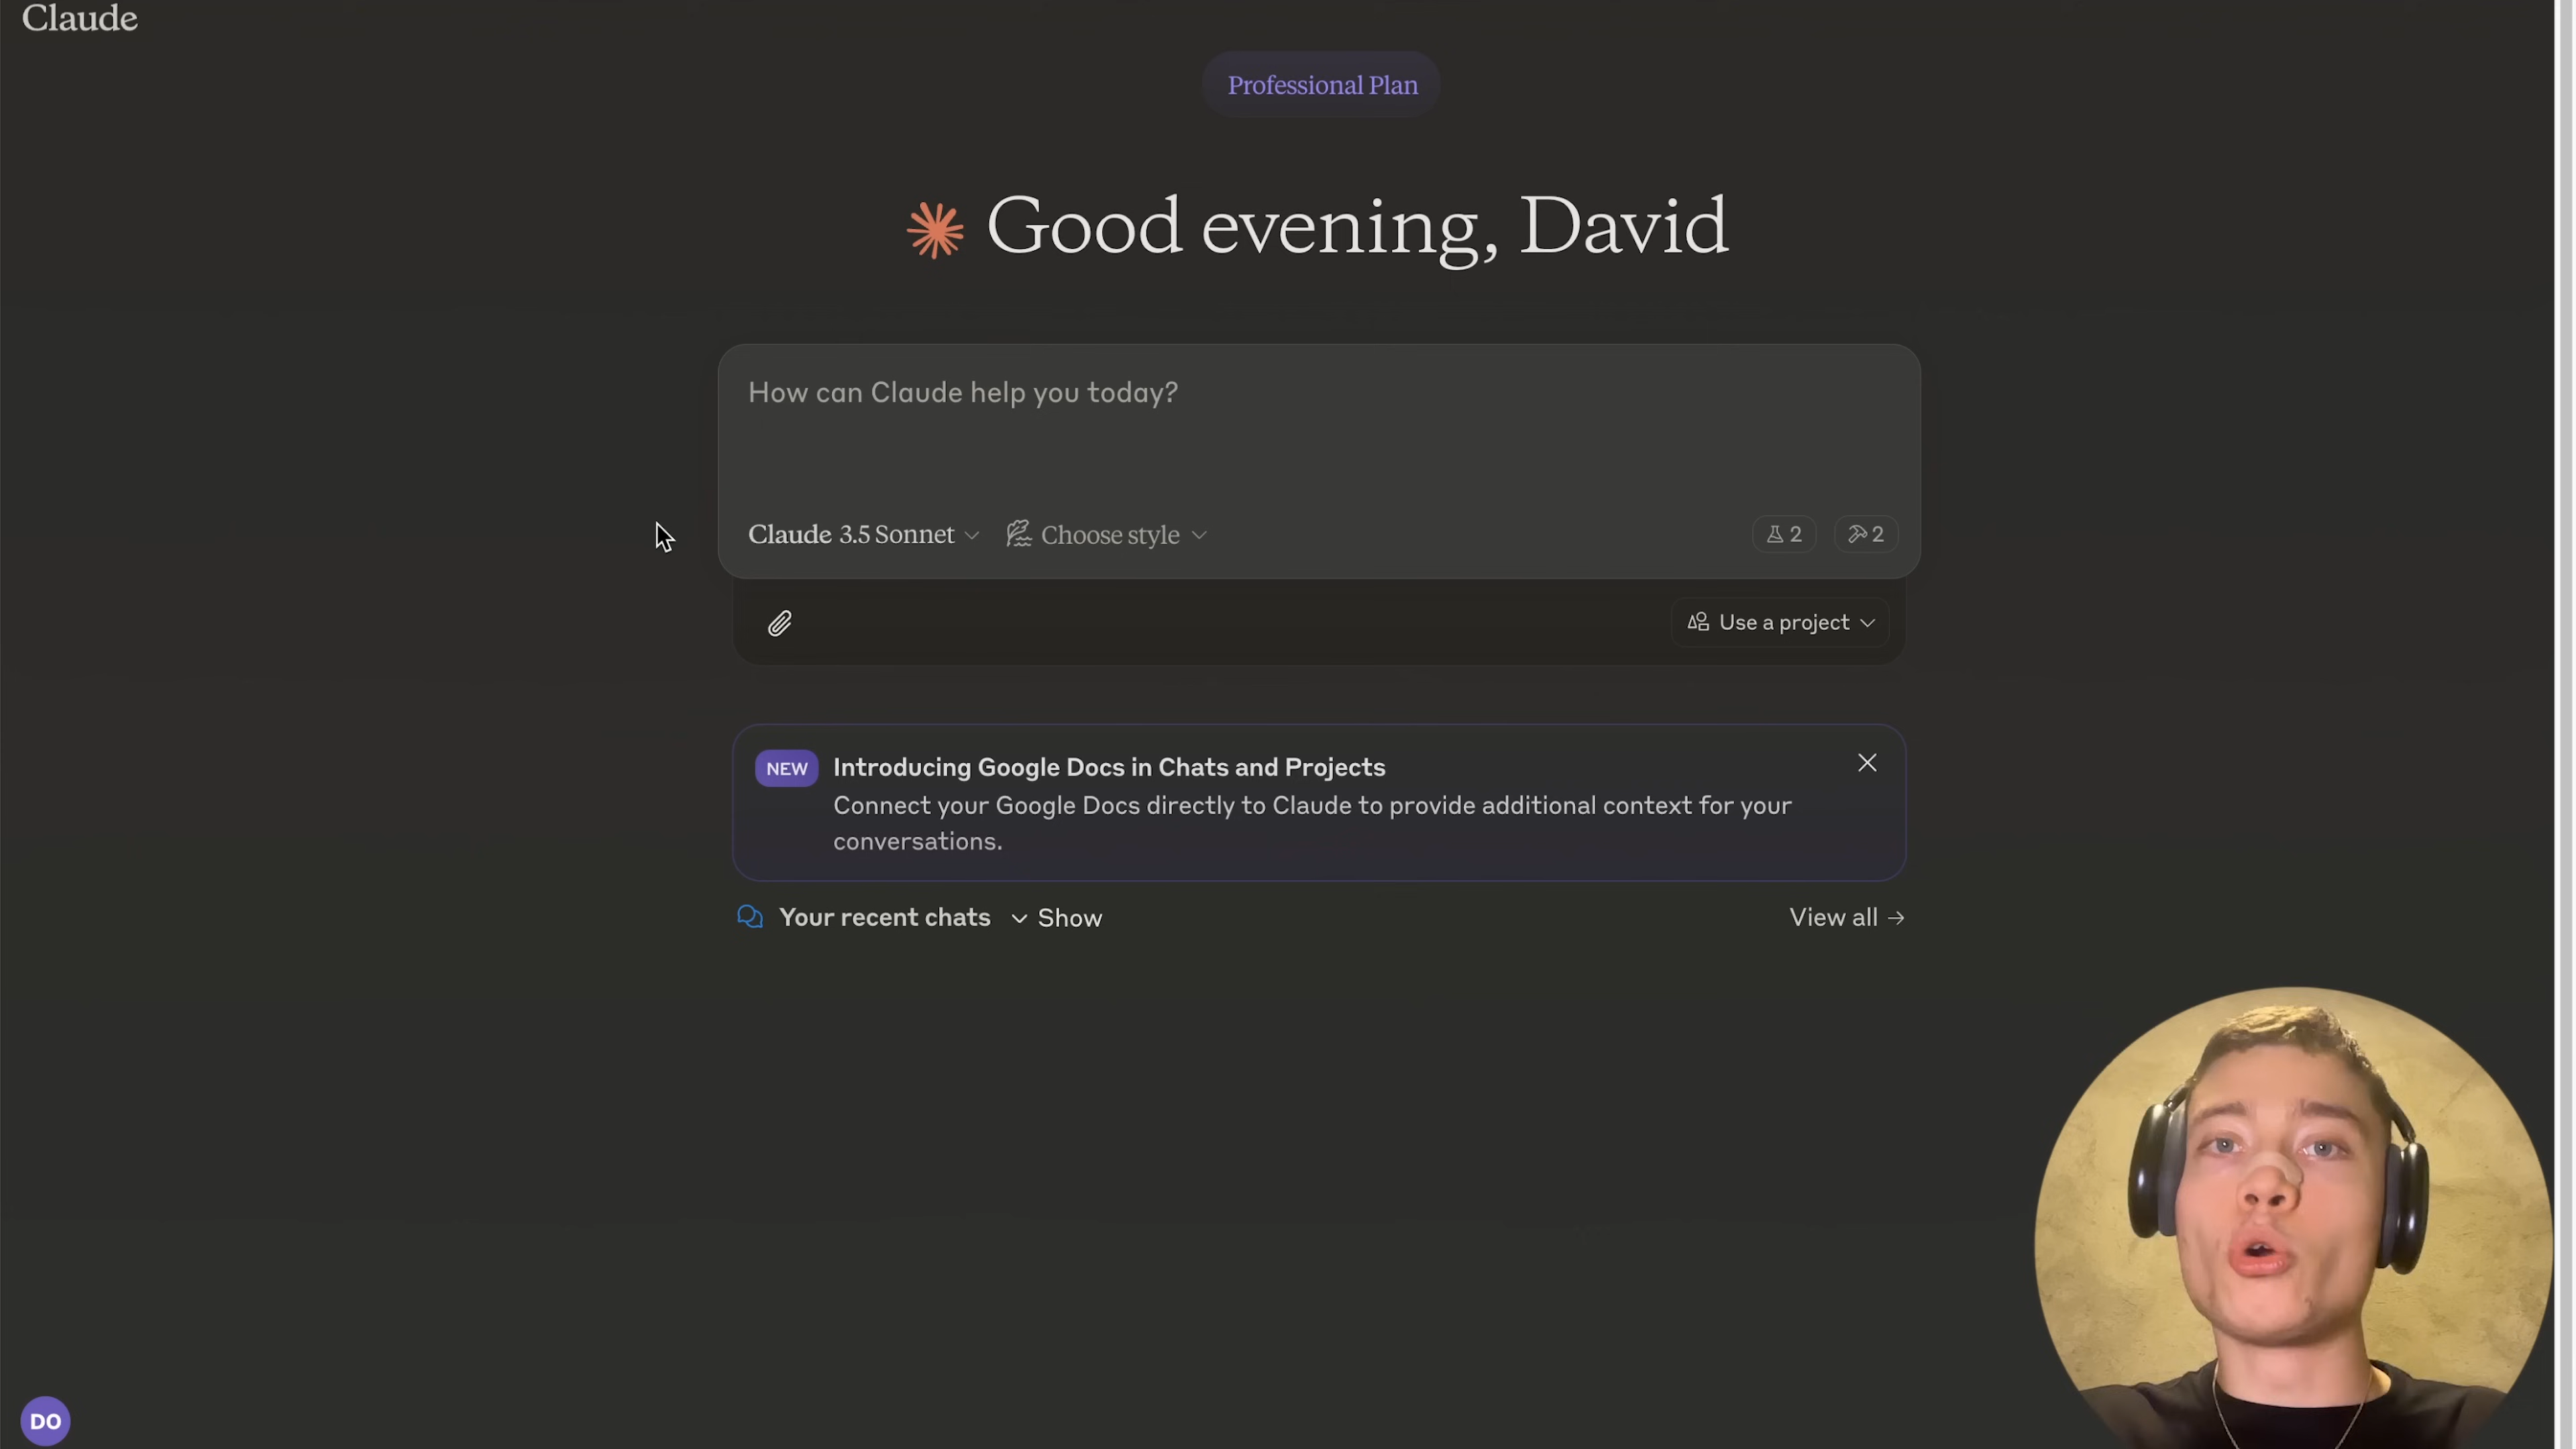 Claude
Professional Plan
Good evening, David
How can Claude help you today?
Claude 3.5 Sonnet Choose style 2 2
Use a project
NEW Introducing Google Docs in Chats and Projects
Connect your Google Docs directly to Claude to provide additional context for your
conversations.
Your recent chats Show View all →
DO